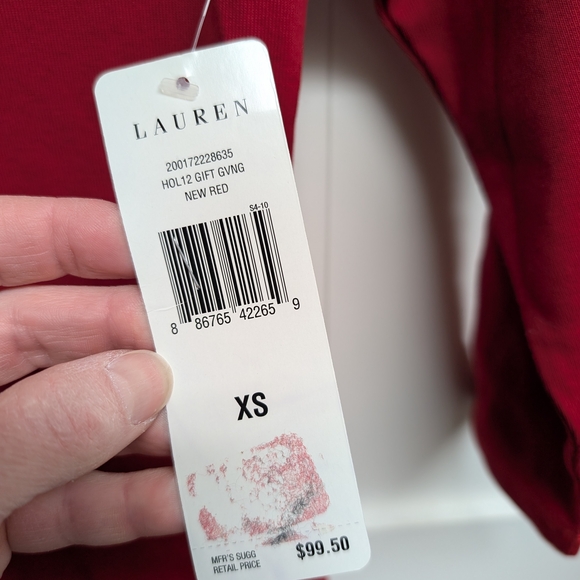 LAUREN
200172228635
HOL12 GIFT GVNG
NEW RED
S4-10
8 86765 42265 9
XS
MFR'S SUGG
RETAIL PRICE
$99.50